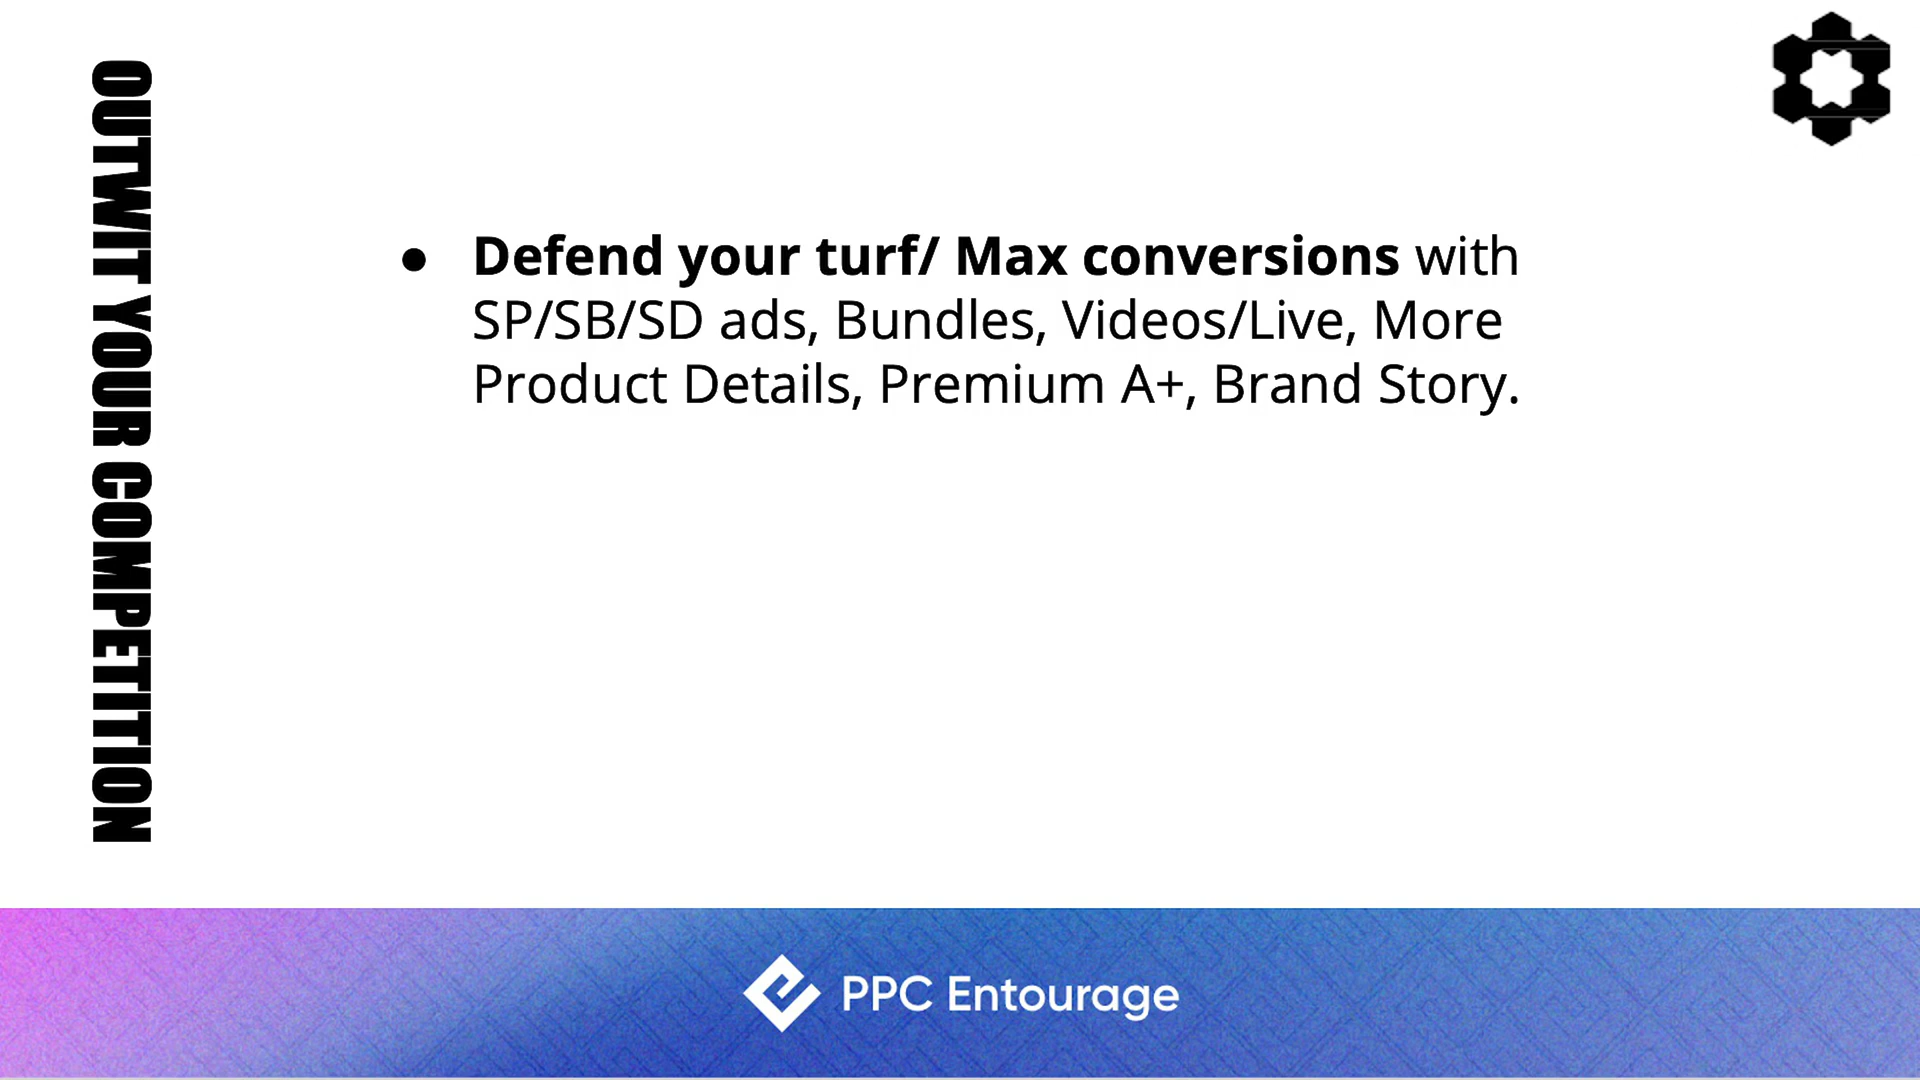 OUTWIT YOUR COMPETITION
● Defend your turf/ Max conversions with
SP/SB/SD ads, Bundles, Videos/Live, More
Product Details, Premium A+, Brand Story.
PPC Entourage